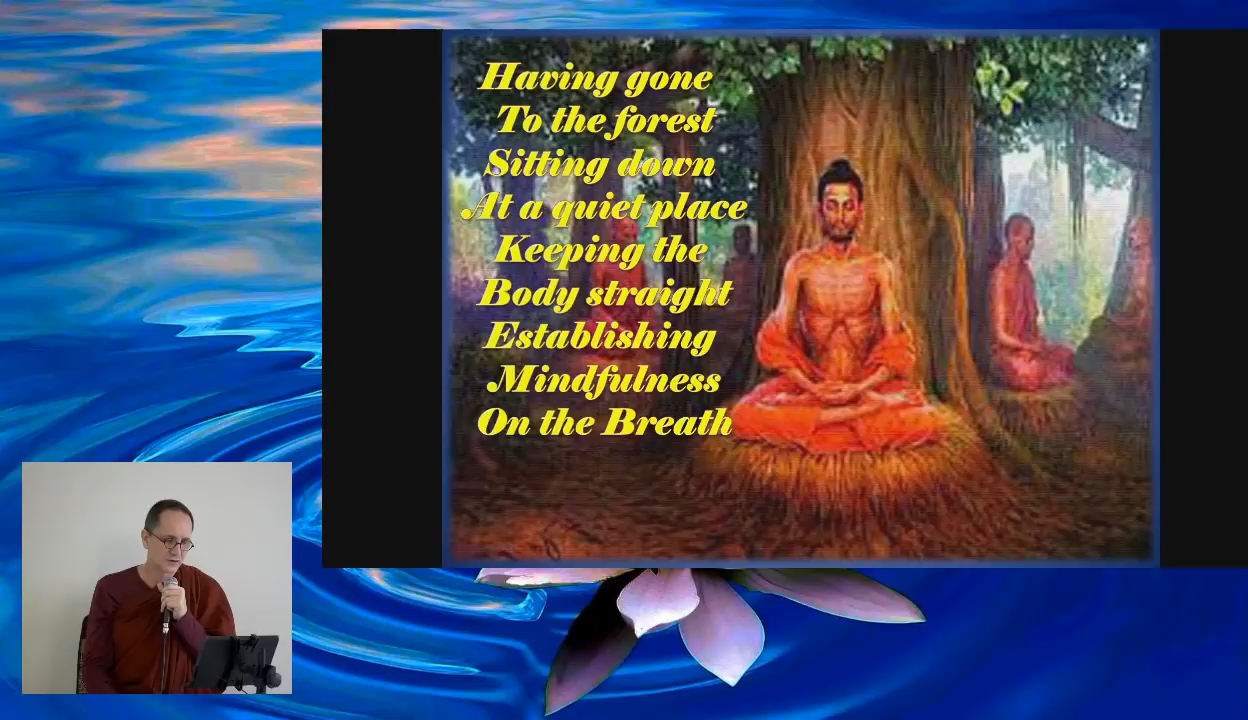 Having gone
To the forest
Sitting down
At a quiet place
Keeping the
Body straight
Establishing
Mindfulness
On the Breath